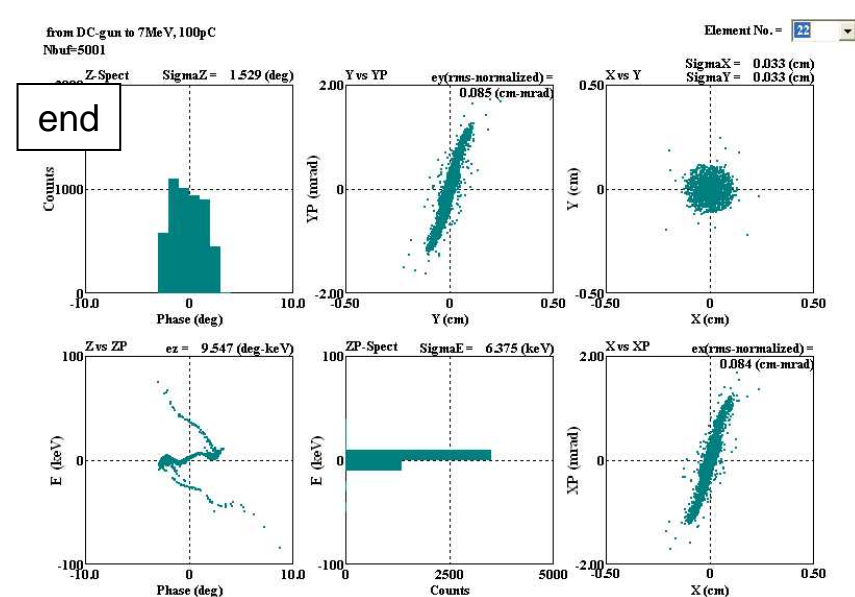 from DC-gun to 7MeV, 100pC
Nbuf=5001
Element No. = 22
end
Z-Spect SigmaZ = 1.529 (deg)
Counts
1000
0
-10.0 0 10.0
Phase (deg)
Y vs YP ey(rms-normalized) =
0.085 (cm-mrad)
2.00
YP (mrad)
0
-2.00
-0.50 0 0.50
Y (cm)
X vs Y SigmaX = 0.033 (cm)
SigmaY = 0.033 (cm)
0.50
Y (cm)
0
-0.50
-0.50 0 0.50
X (cm)
Z vs ZP ez = 9.547 (deg-keV)
100
E (keV)
0
-100
-10.0 0 10.0
Phase (deg)
ZP-Spect SigmaE = 6.375 (keV)
100
E (keV)
0
-100
0 2500 5000
Counts
X vs XP ex(rms-normalized) =
0.084 (cm-mrad)
2.00
XP (mrad)
0
-2.00
-0.50 0 0.50
X (cm)